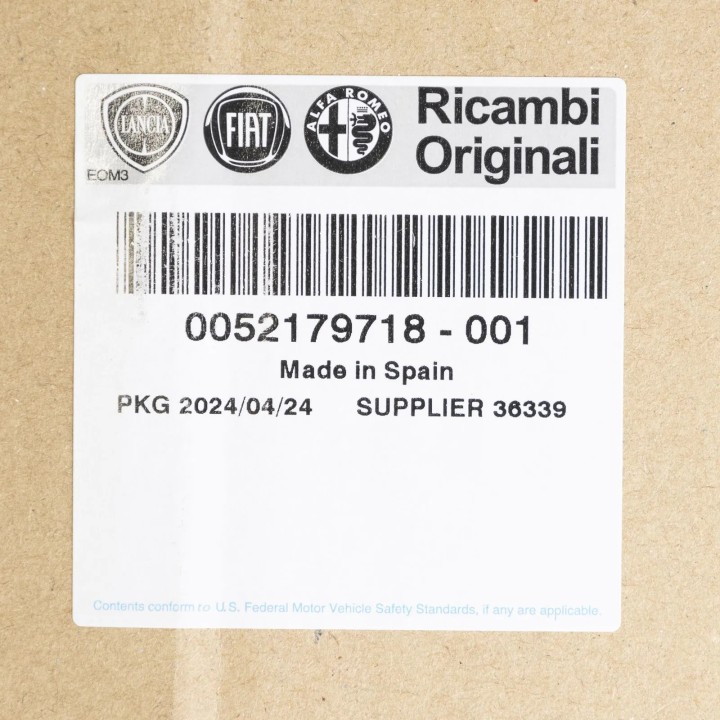 LANCIA
FIAT
ALFA ROMEO
Ricambi
Originali
EOM3
0052179718 - 001
Made in Spain
PKG 2024/04/24 SUPPLIER 36339
Contents conform ro U.S. Federal Motor Vehicle Safety Standards, if any are applicable.